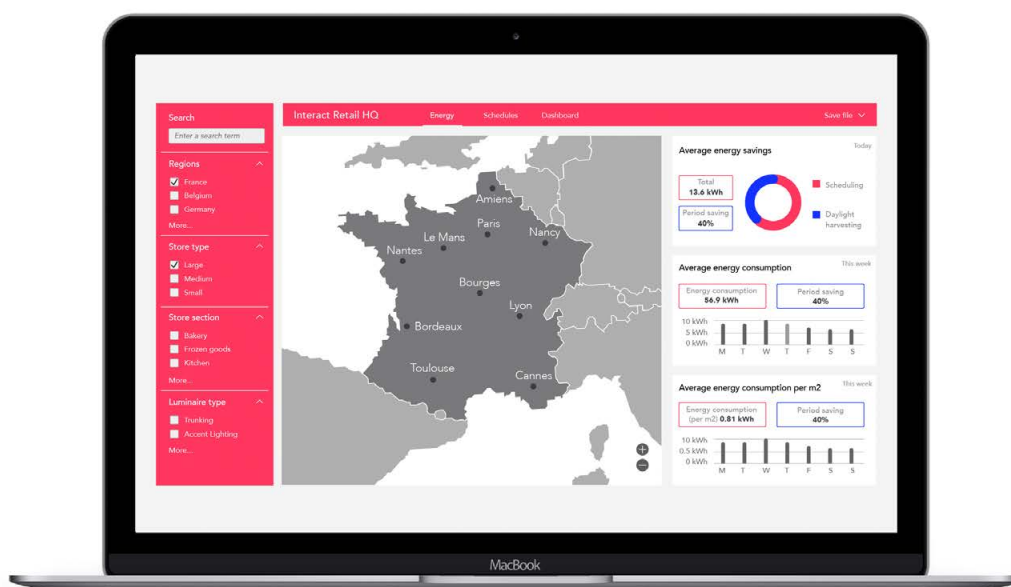 Search
Enter a search term
Regions
France
Belgium
Germany
More...
Store type
Large
Medium
Small
Store section
Bakery
Frozen goods
Kitchen
More...
Luminaire type
Trunking
Accent Lighting
More...
Interact Retail HQ
Energy
Schedules
Dashboard
Save file
Amiens
Paris
Nancy
Le Mans
Nantes
Bourges
Lyon
Bordeaux
Toulouse
Cannes
Average energy savings
Today
Total
13.6 kWh
Period saving
40%
Scheduling
Daylight
harvesting
Average energy consumption
This week
Energy consumption
56.9 kWh
Period saving
40%
10 kWh
5 kWh
0 kWh
M T W T F S S
Average energy consumption per m2
This week
Energy consumption
(per m2) 0.81 kWh
Period saving
40%
10 kWh
0.5 kWh
0 kWh
M T W T F S S
MacBook